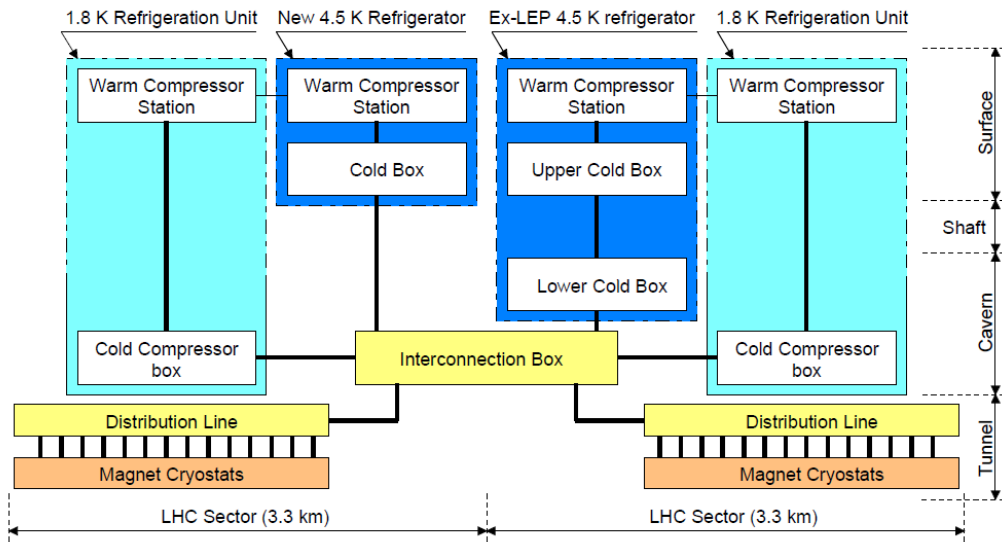 1.8 K Refrigeration Unit
New 4.5 K Refrigerator
Ex-LEP 4.5 K refrigerator
1.8 K Refrigeration Unit
Warm Compressor
Station
Warm Compressor
Station
Warm Compressor
Station
Warm Compressor
Station
Surface
Cold Box
Upper Cold Box
Shaft
Lower Cold Box
Cavern
Cold Compressor
box
Interconnection Box
Cold Compressor
box
Distribution Line
Distribution Line
Tunnel
Magnet Cryostats
Magnet Cryostats
LHC Sector (3.3 km)
LHC Sector (3.3 km)